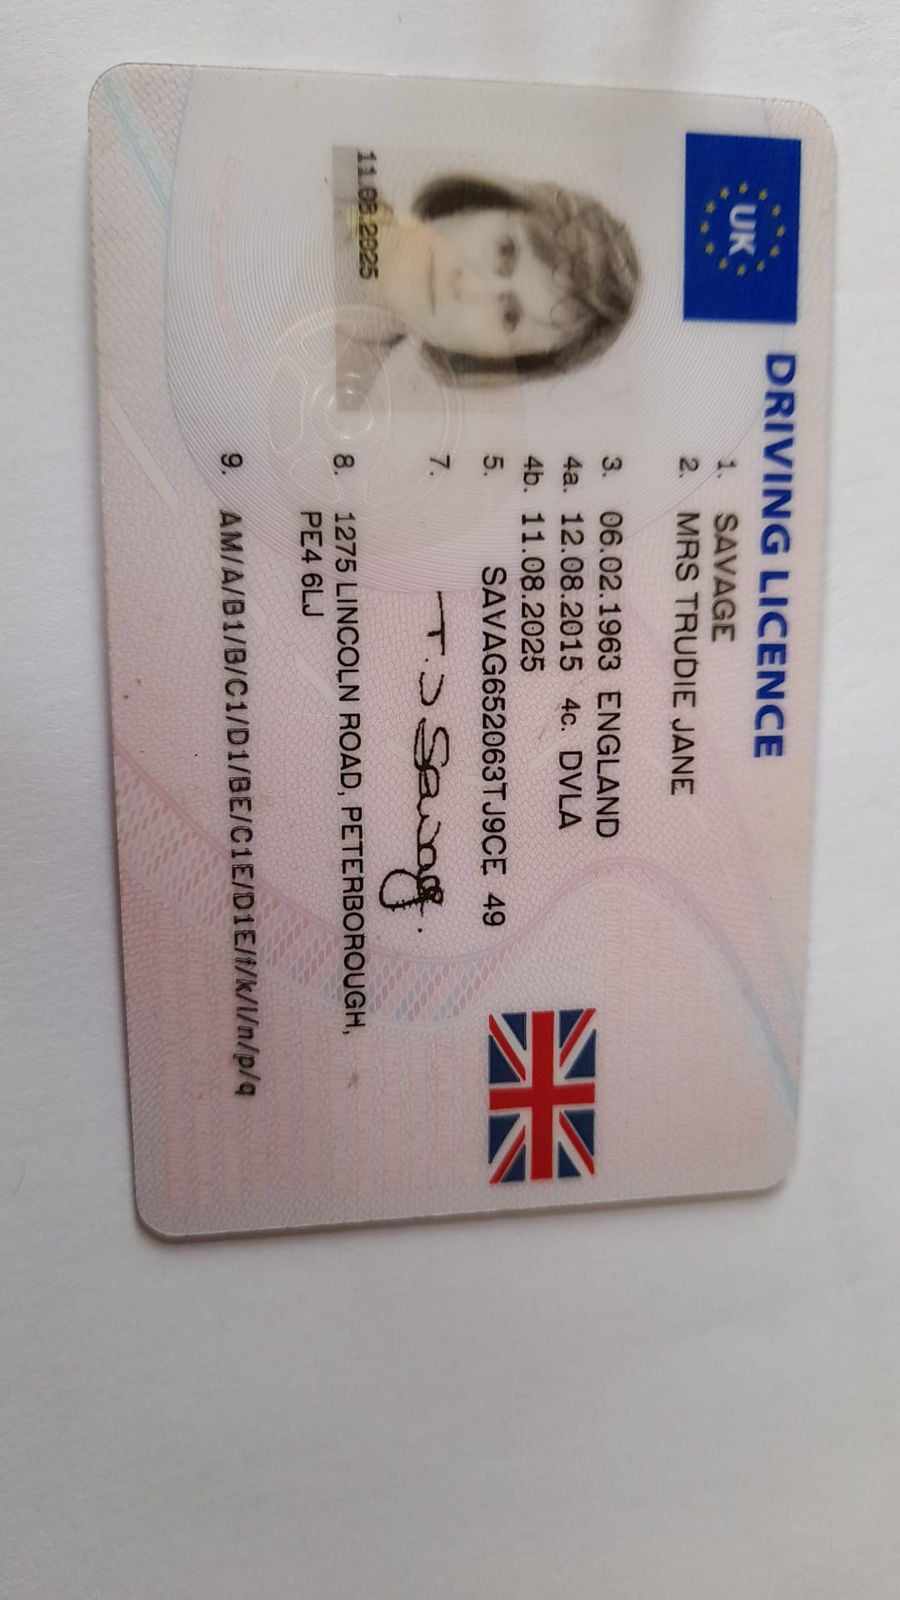 UK
DRIVING LICENCE
1. SAVAGE
2. MRS TRUDIE JANE
3. 06.02.1963 ENGLAND
4a. 12.08.2015 4c. DVLA
4b. 11.08.2025
5. SAVAG652063TJ9CE 49
7. T.J Savage.
8. 1275 LINCOLN ROAD, PETERBOROUGH,
PE4 6LJ
9. AM/A/B1/B/C1/D1/BE/C1E/D1E/f/k/l/n/p/q
11.08.2025